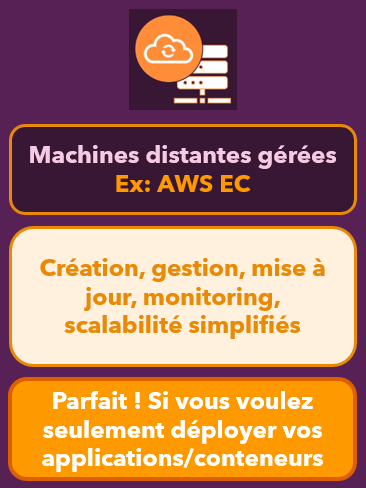 Machines distantes gérées
Ex: AWS EC
Création, gestion, mise à
jour, monitoring,
scalabilité simplifiés
Parfait ! Si vous voulez
seulement déployer vos
applications/conteneurs